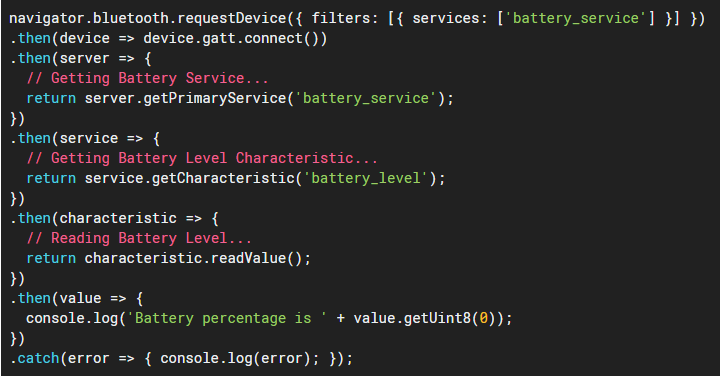 navigator.bluetooth.requestDevice({ filters: [{ services: ['battery_service'] }] })
.then(device => device.gatt.connect())
.then(server => {
  // Getting Battery Service...
  return server.getPrimaryService('battery_service');
})
.then(service => {
  // Getting Battery Level Characteristic...
  return service.getCharacteristic('battery_level');
})
.then(characteristic => {
  // Reading Battery Level...
  return characteristic.readValue();
})
.then(value => {
  console.log('Battery percentage is ' + value.getUint8(0));
})
.catch(error => { console.log(error); });